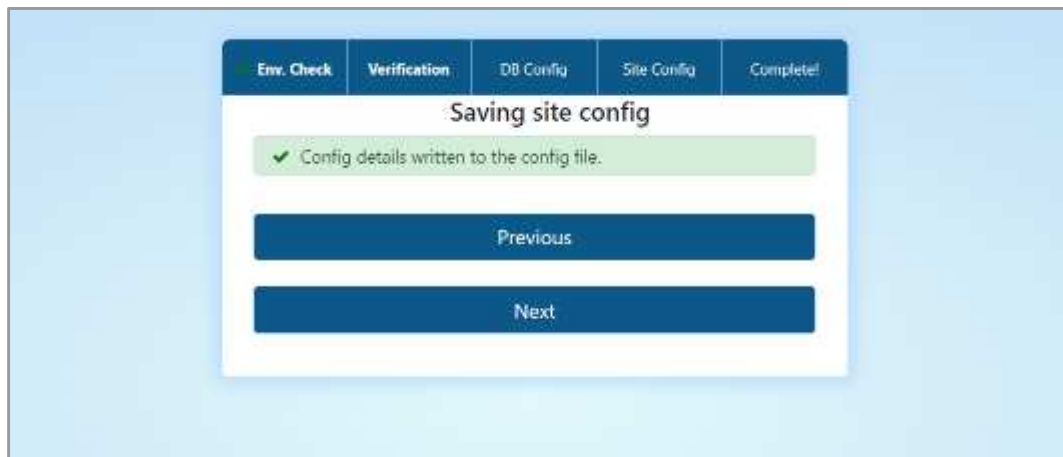 Env. Check
Verification
DB Config
Site Config
Complete!
Saving site config
Config details written to the config file.
Previous
Next